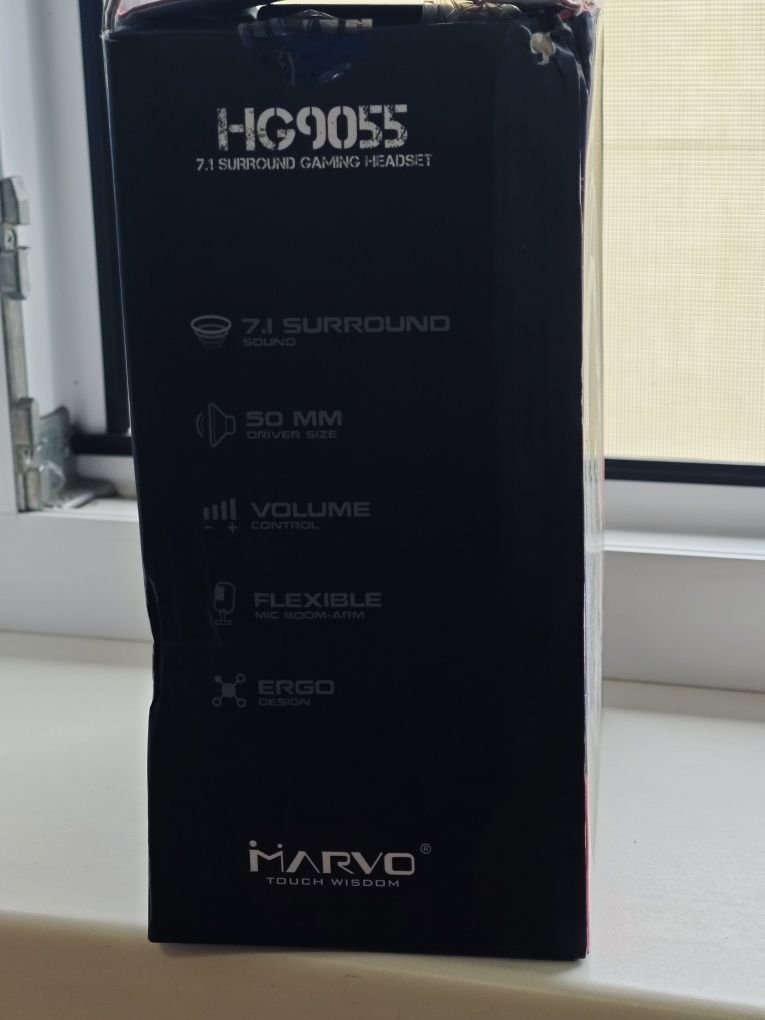 HG9055
7.1 SURROUND GAMING HEADSET
7.1 SURROUND
SOUND
50 MM
DRIVER SIZE
VOLUME
CONTROL
FLEXIBLE
MIC BOOM-ARM
ERGO
DESIGN
MARVO®
TOUCH WISDOM